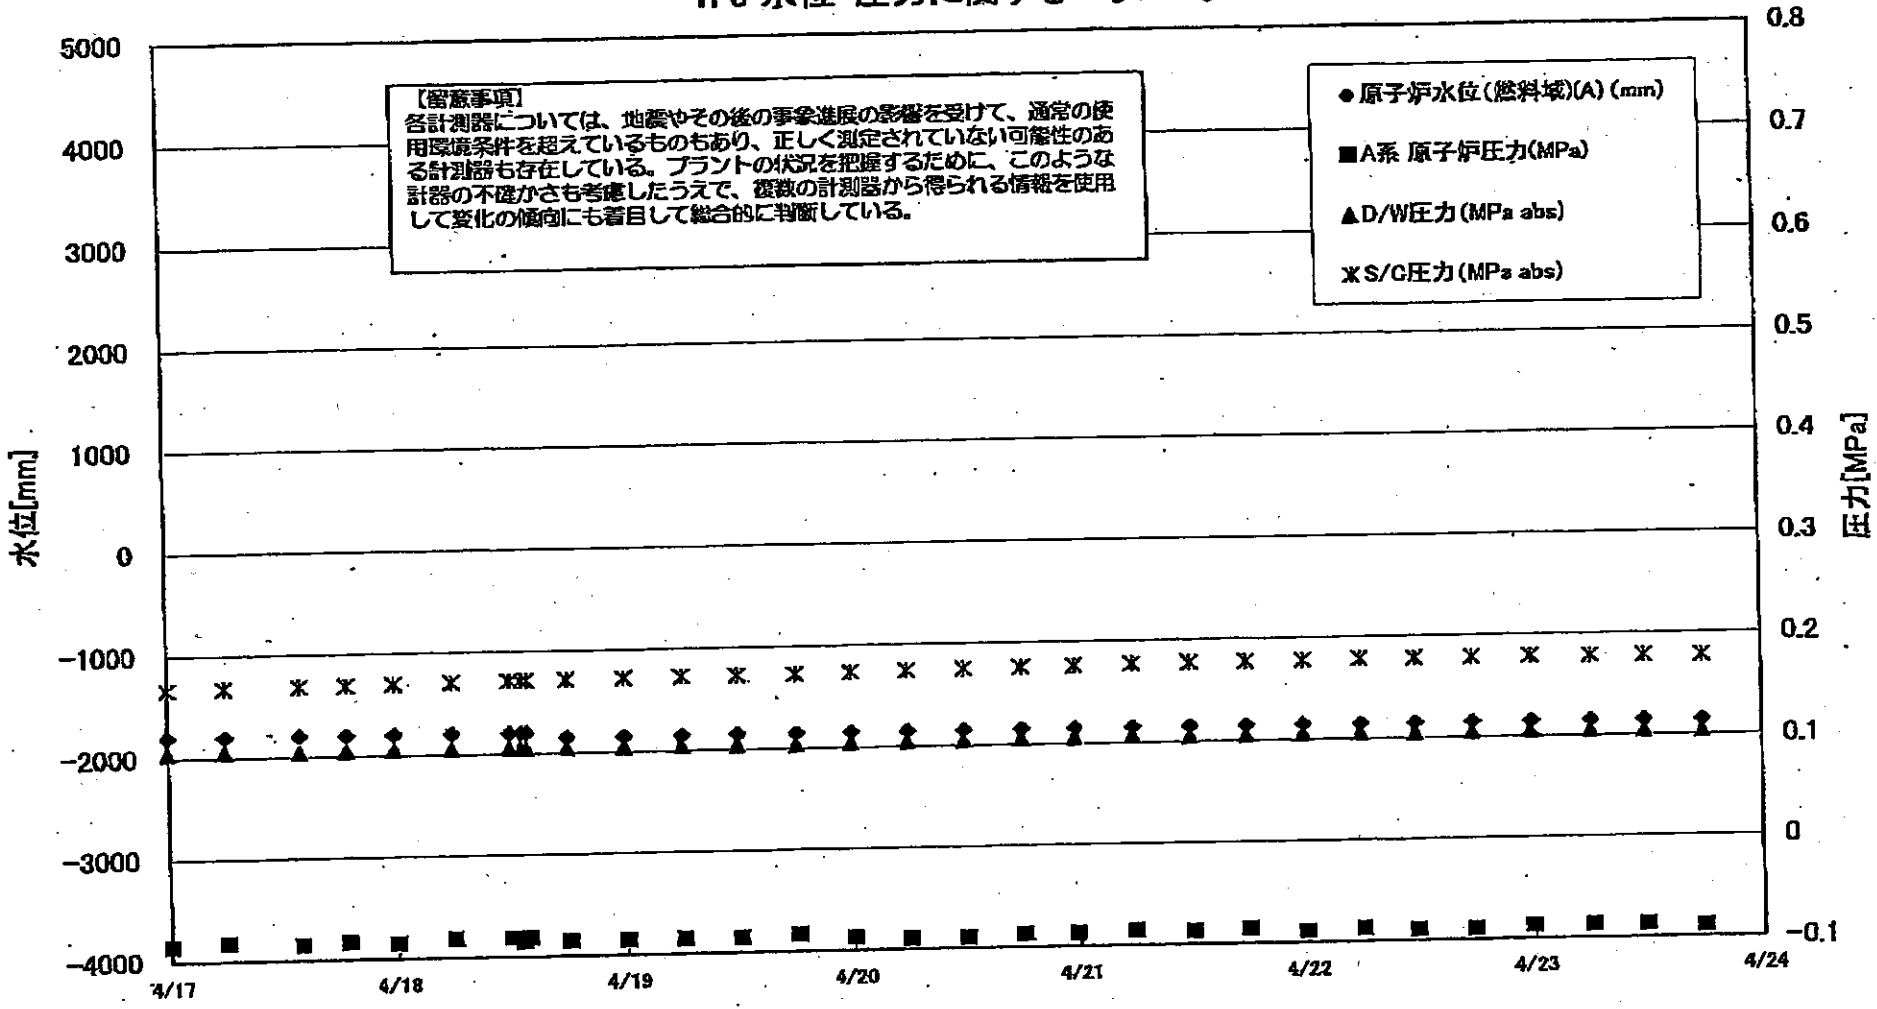 5000
4000
3000
2000
1000
0
-1000
-2000
-3000
-4000
水位[mm]
【留意事項】
各計測器については、地震やその後の事象進展の影響を受けて、通常の使
用環境条件を超えているものもあり、正しく測定されていない可能性のあ
る計測器も存在している。プラントの状況を把握するために、このような
計器の不確かさも考慮したうえで、複数の計測器から得られる情報を使用
して変化の傾向にも着目して総合的に判断している。
◆原子炉水位(燃料域)(A)(mm)
■A系 原子炉圧力(MPa)
▲D/W圧力(MPa abs)
S/C圧力(MPa abs)
0.8
0.7
0.6
0.5
0.4
0.3
0.2
0.1
0
-0.1
圧力[MPa]
4/17
4/18
4/19
4/20
4/21
4/22
4/23
4/24